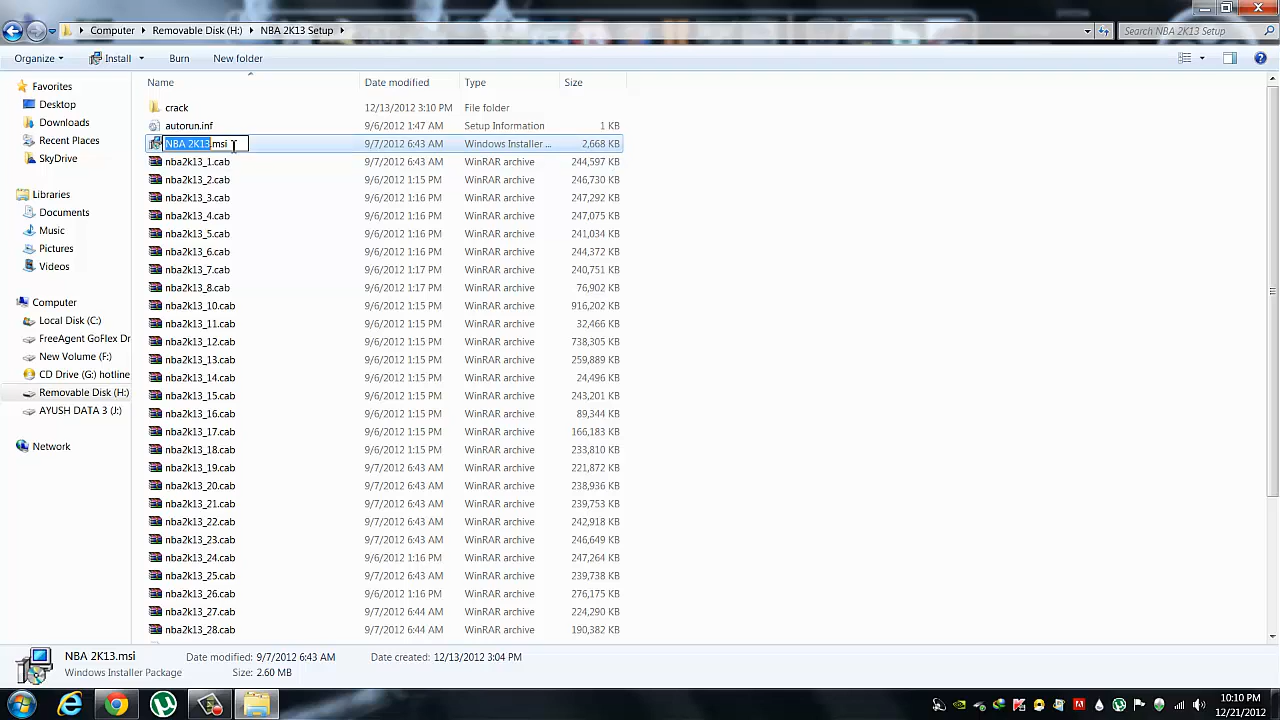 Computer Removable Disk (H:) NBA 2K13 Setup Search NBA 2K13 Setup
Organize Install Burn New folder
Favorites
Desktop
Downloads
Recent Places
SkyDrive
Libraries
Documents
Music
Pictures
Videos
Computer
Local Disk (C:)
FreeAgent GoFlex Dr
New Volume (F:)
CD Drive (G:) hotline
Removable Disk (H:)
AYUSH DATA 3 (J:)
Network
Name Date modified Type Size
crack 12/13/2012 3:10 PM File folder
autorun.inf 9/6/2012 1:47 AM Setup Information 1 KB
NBA 2K13.msi 9/7/2012 6:43 AM Windows Installer ... 2,668 KB
nba2k13_1.cab 9/7/2012 6:43 AM WinRAR archive 244,597 KB
nba2k13_2.cab 9/6/2012 1:15 PM WinRAR archive 246,730 KB
nba2k13_3.cab 9/6/2012 1:16 PM WinRAR archive 247,292 KB
nba2k13_4.cab 9/6/2012 1:16 PM WinRAR archive 247,075 KB
nba2k13_5.cab 9/6/2012 1:16 PM WinRAR archive 241,034 KB
nba2k13_6.cab 9/6/2012 1:16 PM WinRAR archive 244,372 KB
nba2k13_7.cab 9/6/2012 1:17 PM WinRAR archive 240,751 KB
nba2k13_8.cab 9/6/2012 1:17 PM WinRAR archive 76,902 KB
nba2k13_10.cab 9/6/2012 1:15 PM WinRAR archive 916,202 KB
nba2k13_11.cab 9/6/2012 1:15 PM WinRAR archive 32,466 KB
nba2k13_12.cab 9/6/2012 1:15 PM WinRAR archive 738,305 KB
nba2k13_13.cab 9/6/2012 1:15 PM WinRAR archive 259,889 KB
nba2k13_14.cab 9/6/2012 1:15 PM WinRAR archive 24,496 KB
nba2k13_15.cab 9/6/2012 1:15 PM WinRAR archive 243,201 KB
nba2k13_16.cab 9/6/2012 1:15 PM WinRAR archive 89,344 KB
nba2k13_17.cab 9/6/2012 1:15 PM WinRAR archive 166,183 KB
nba2k13_18.cab 9/6/2012 1:15 PM WinRAR archive 233,810 KB
nba2k13_19.cab 9/7/2012 6:43 AM WinRAR archive 221,872 KB
nba2k13_20.cab 9/7/2012 6:43 AM WinRAR archive 238,936 KB
nba2k13_21.cab 9/7/2012 6:43 AM WinRAR archive 239,753 KB
nba2k13_22.cab 9/7/2012 6:43 AM WinRAR archive 242,918 KB
nba2k13_23.cab 9/7/2012 6:43 AM WinRAR archive 246,649 KB
nba2k13_24.cab 9/6/2012 1:16 PM WinRAR archive 247,264 KB
nba2k13_25.cab 9/7/2012 6:43 AM WinRAR archive 239,738 KB
nba2k13_26.cab 9/6/2012 1:16 PM WinRAR archive 276,175 KB
nba2k13_27.cab 9/7/2012 6:44 AM WinRAR archive 224,290 KB
nba2k13_28.cab 9/7/2012 6:44 AM WinRAR archive 190,382 KB
NBA 2K13.msi Date modified: 9/7/2012 6:43 AM Date created: 12/13/2012 3:04 PM
Windows Installer Package Size: 2.60 MB
10:10 PM
12/21/2012